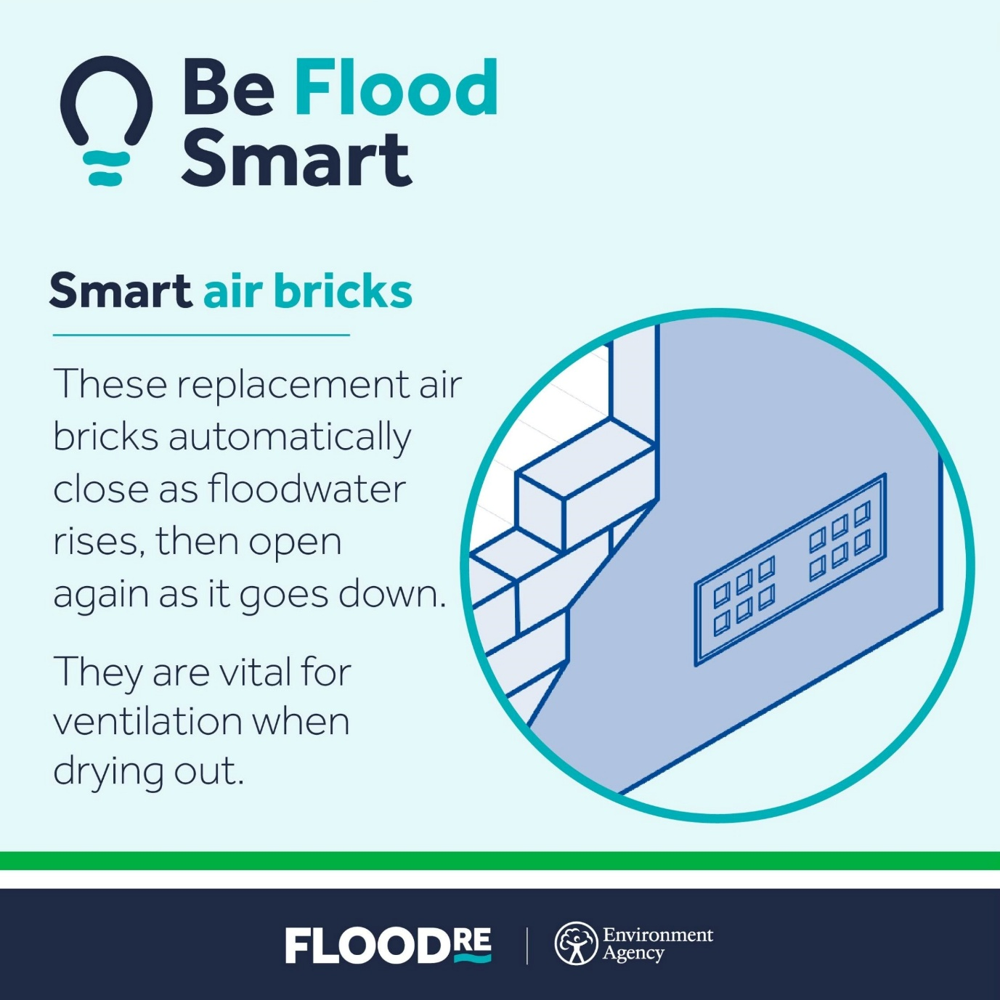 Be Flood
Smart
Smart air bricks
These replacement air
bricks automatically
close as floodwater
rises, then open
again as it goes down.
They are vital for
ventilation when
drying out.
FLOODRE
Environment
Agency